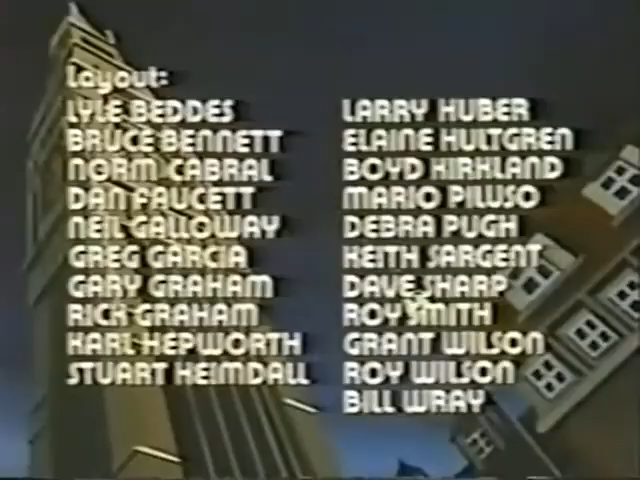 Layout:
LYLE BEDDES
BRUCE BENNETT
NORM CABRAL
DAN FAUCETT
NEIL GALLOWAY
GREG GARCIA
GARY GRAHAM
RICK GRAHAM
KARL HEPWORTH
STUART HEIMDALL
LARRY HUBER
ELAINE HULTGREN
BOYD KIRKLAND
MARIO PILUSO
DEBRA PUGH
KEITH SARGENT
DAVE SHARP
ROY SMITH
GRANT WILSON
ROY WILSON
BILL WRAY